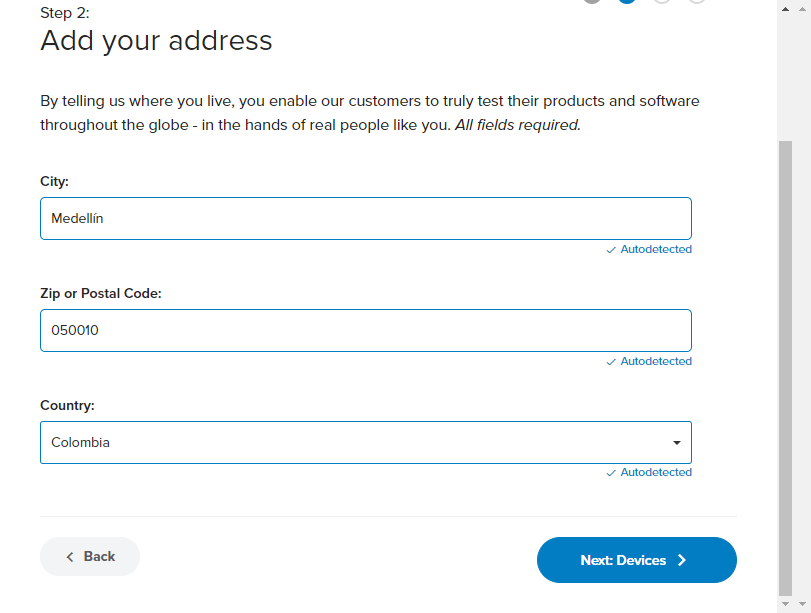 Step 2:
Add your address
By telling us where you live, you enable our customers to truly test their products and software
throughout the globe - in the hands of real people like you. All fields required.
City:
Medellín
Autodetected
Zip or Postal Code:
050010
Autodetected
Country:
Colombia
Autodetected
Back
Next: Devices